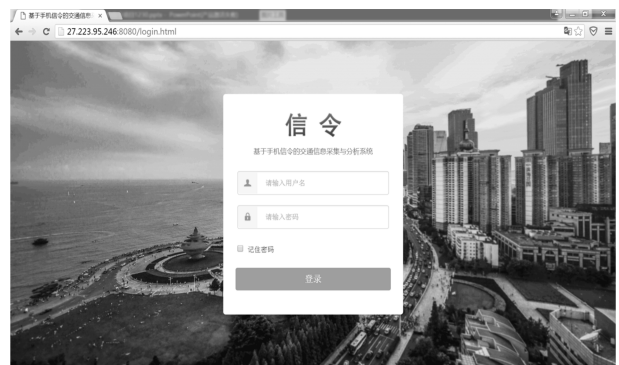 基于手机信令的交通信息
27.223.95.246:8080/login.html
信 令
基于手机信令的交通信息采集与分析系统
请输入用户名
请输入密码
记住密码
登录